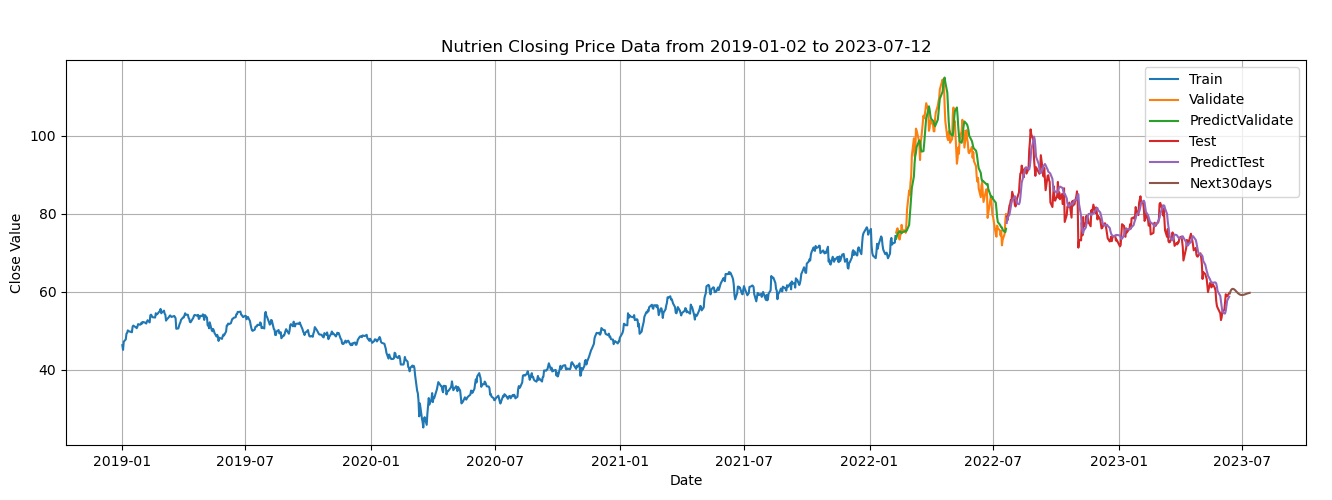 Nutrien Closing Price Data from 2019-01-02 to 2023-07-12
Train
Validate
PredictValidate
Test
PredictTest
Next30days
Close Value
100
80
60
40
2019-01 2019-07 2020-01 2020-07 2021-01 2021-07 2022-01 2022-07 2023-01 2023-07
Date